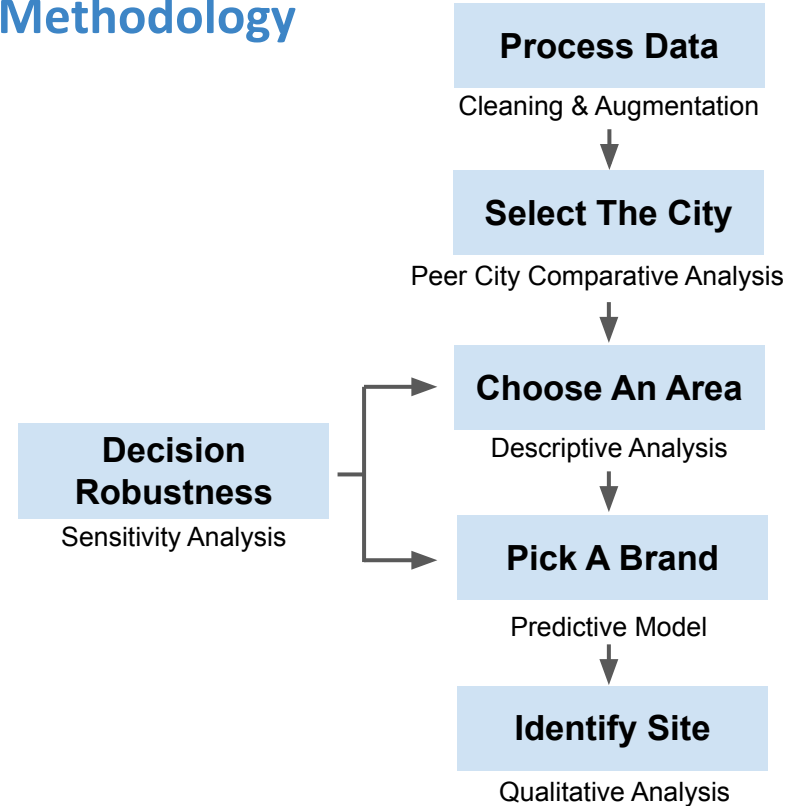 Methodology
Process Data
Cleaning & Augmentation
Select The City
Peer City Comparative Analysis
Choose An Area
Descriptive Analysis
Decision
Robustness
Sensitivity Analysis
Pick A Brand
Predictive Model
Identify Site
Qualitative Analysis